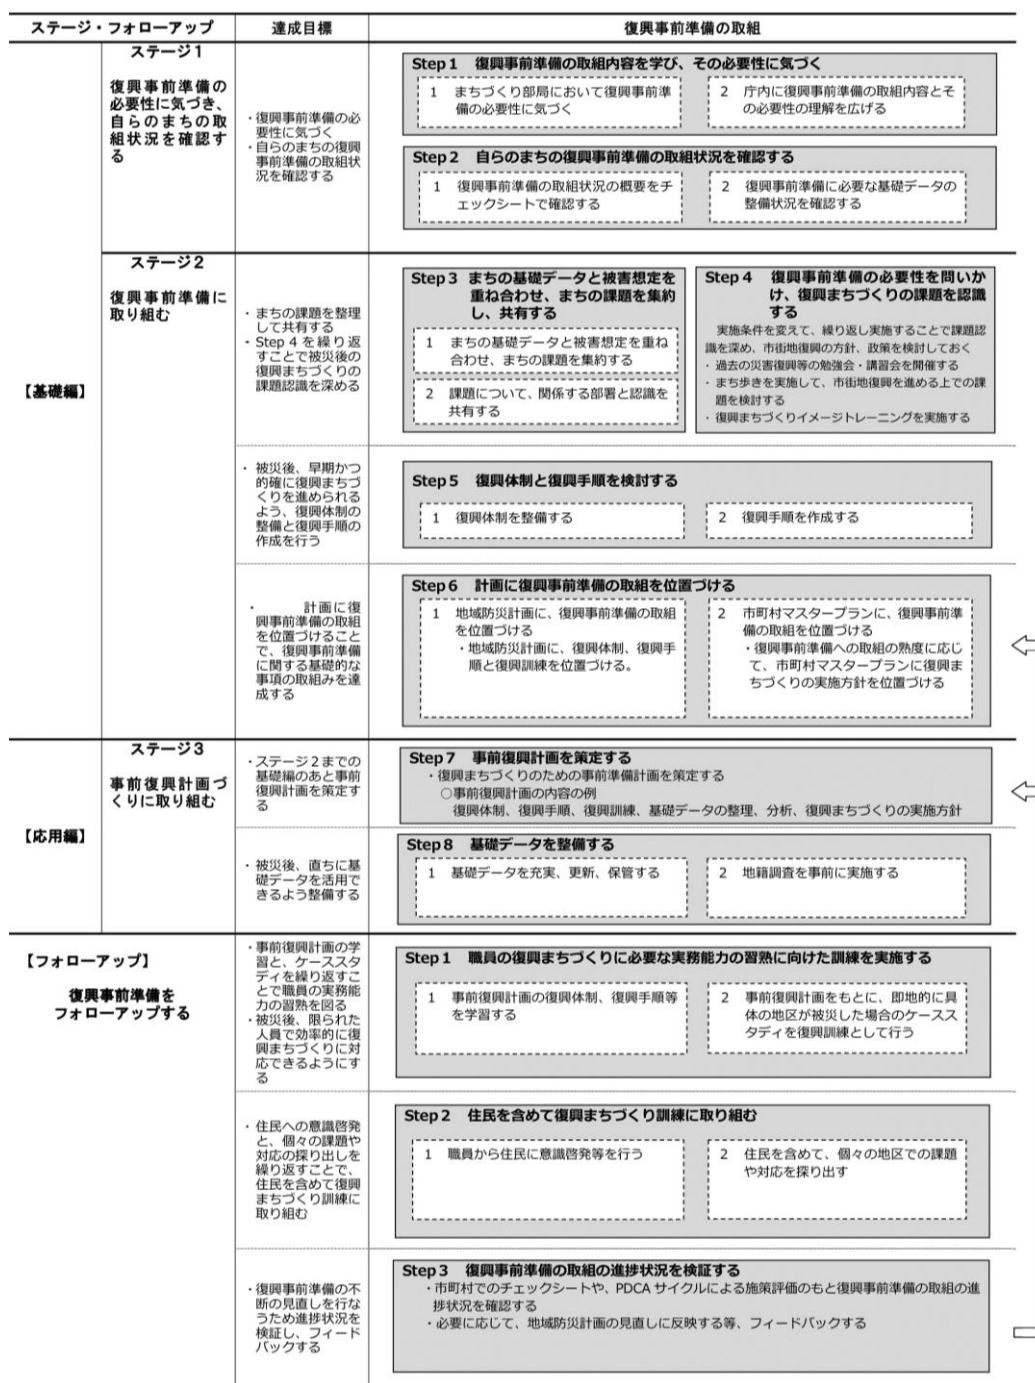 ステージ・フォローアップ
達成目標
復興事前準備の取組
ステージ1
復興事前準備の
必要性に気づき、
自らのまちの取
組状況を確認す
る
・復興事前準備の必
要性に気づく
・自らのまちの復興
事前準備の取組状
況を確認する
Step 1 復興事前準備の取組内容を学び、その必要性に気づく
1 まちづくり部局において復興事前準
備の必要性に気づく
2 庁内に復興事前準備の取組内容とそ
の必要性の理解を広げる
Step 2 自らのまちの復興事前準備の取組状況を確認する
1 復興事前準備の取組状況の概要をチ
ェックシートで確認する
2 復興事前準備に必要な基礎データの
整備状況を確認する
【基礎編】
ステージ2
復興事前準備に
取り組む
・まちの課題を整理
して共有する
・Step 4 を繰り返
すことで被災後の
復興まちづくりの
課題認識を深める
Step 3 まちの基礎データと被害想定を
重ね合わせ、まちの課題を集約
し、共有する
1 まちの基礎データと被害想定を重ね
合わせ、まちの課題を集約する
2 課題について、関係する部署と認識を
共有する
Step 4 復興事前準備の必要性を問いか
け、復興まちづくりの課題を認識
する
実施条件を変えて、繰り返し実施することで課題認
識を深め、市街地復興の方針、政策を検討しておく
・過去の災害復興等の勉強会・講習会を開催する
・まち歩きを実施して、市街地復興を進める上での課
題を検討する
・復興まちづくりイメージトレーニングを実施する
・被災後、早期かつ
的確に復興まちづ
くりを進められる
よう、復興体制の
整備と復興手順の
作成を行う
Step 5 復興体制と復興手順を検討する
1 復興体制を整備する
2 復興手順を作成する
・ 計画に復
興事前準備の取組
を位置づけること
で、復興事前準備
に関する基礎的な
事項の取組みを達
成する
Step 6 計画に復興事前準備の取組を位置づける
1 地域防災計画に、復興事前準備の取組
を位置づける
・地域防災計画に、復興体制、復興手
順と復興訓練を位置づける。
2 市町村マスタープランに、復興事前準
備の取組を位置づける
・復興事前準備への取組の熟度に応じ
て、市町村マスタープランに復興ま
ちづくりの実施方針を位置づける
【応用編】
ステージ3
事前復興計画づ
くりに取り組む
・ステージ2までの
基礎編のあと事前
復興計画を策定す
る
Step 7 事前復興計画を策定する
・復興まちづくりのための事前準備計画を策定する
○事前復興計画の内容の例
復興体制、復興手順、復興訓練、基礎データの整理、分析、復興まちづくりの実施方針
・被災後、直ちに基
礎データを活用で
きるよう整備する
Step 8 基礎データを整備する
1 基礎データを充実、更新、保管する
2 地籍調査を事前に実施する
【フォローアップ】
復興事前準備を
フォローアップする
・事前復興計画の学
習と、ケーススタ
ディを繰り返すこ
とで職員の実務能
力の習熟を図る
・被災後、限られた
人員で効率的に復
興まちづくりに対
応できるようにす
る
Step 1 職員の復興まちづくりに必要な実務能力の習熟に向けた訓練を実施する
1 事前復興計画の復興体制、復興手順等
を学習する
2 事前復興計画をもとに、即地的に具
体の地区が被災した場合のケースス
タディを復興訓練として行う
・住民への意識啓発
と、個々の課題や
対応の探り出しを
繰り返すことで、
住民を含めて復興
まちづくり訓練に
取り組む
Step 2 住民を含めて復興まちづくり訓練に取り組む
1 職員から住民に意識啓発等を行う
2 住民を含めて、個々の地区での課題
や対応を探り出す
・復興事前準備の不
断の見直しを行な
うため進捗状況を
検証し、フィード
バックする
Step 3 復興事前準備の取組の進捗状況を検証する
・市町村でのチェックシートや、PDCA サイクルによる施策評価のもと復興事前準備の取組の進
捗状況を確認する
・必要に応じて、地域防災計画の見直しに反映する等、フィードバックする